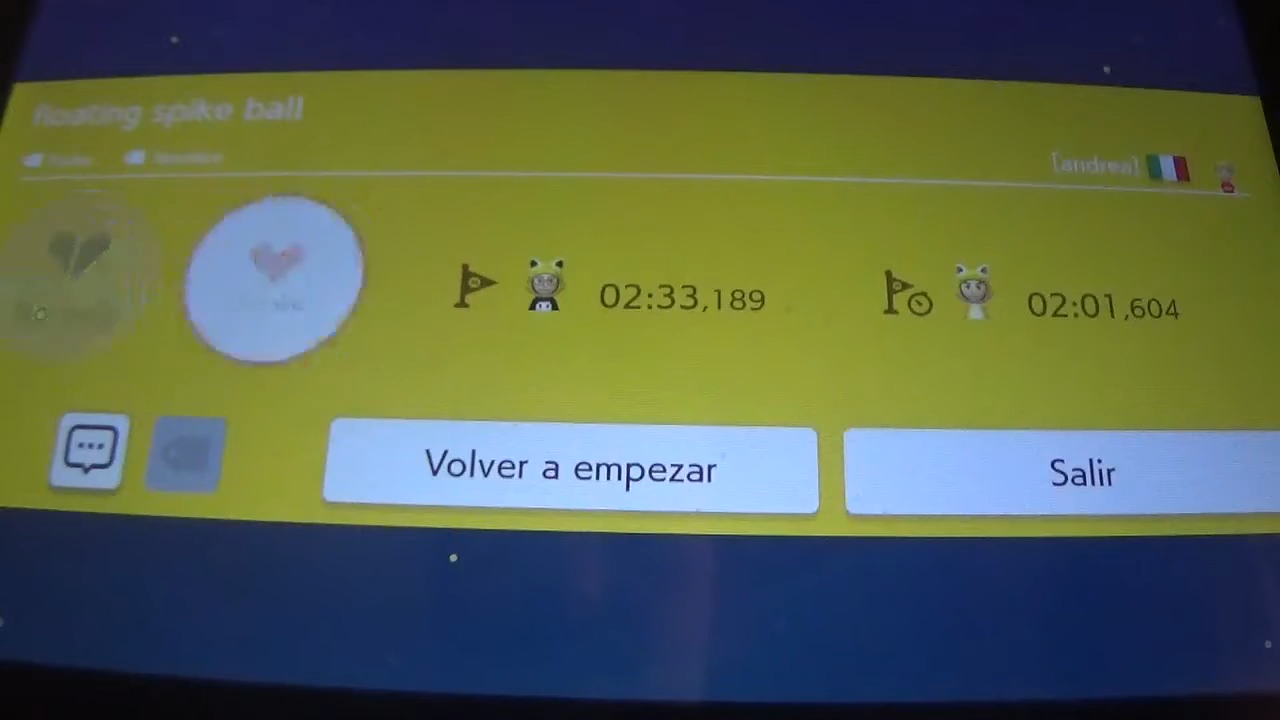 floating spike ball
[andrea]
02:33,189
02:01,604
Volver a empezar
Salir